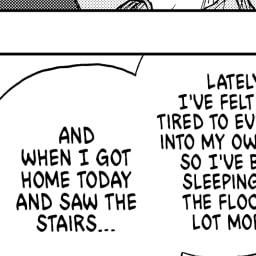 LATELY
I'VE FELT
TIRED TO
INTO MY
SO I'VE
SLEEPING
THE
LOT
AND
WHEN I GOT
HOME TODAY
AND SAW THE
STAIRS...